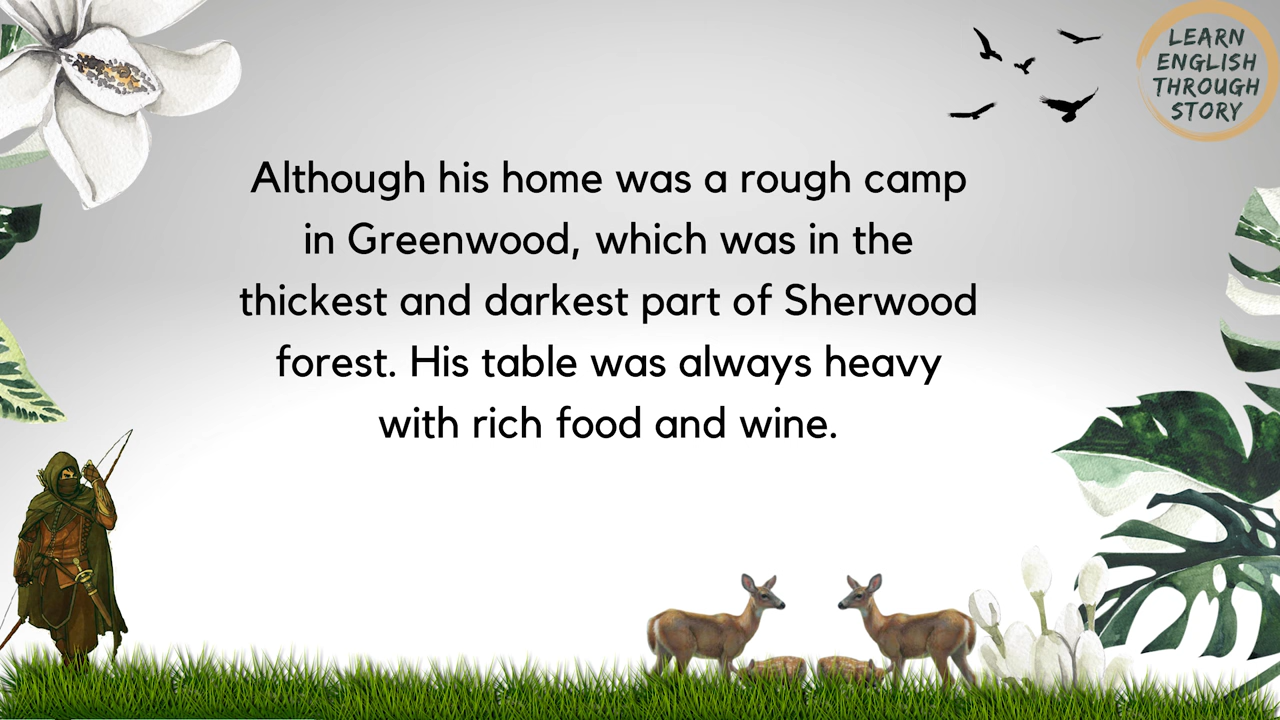 LEARN
ENGLISH
THROUGH
STORY
Although his home was a rough camp
in Greenwood, which was in the
thickest and darkest part of Sherwood
forest. His table was always heavy
with rich food and wine.